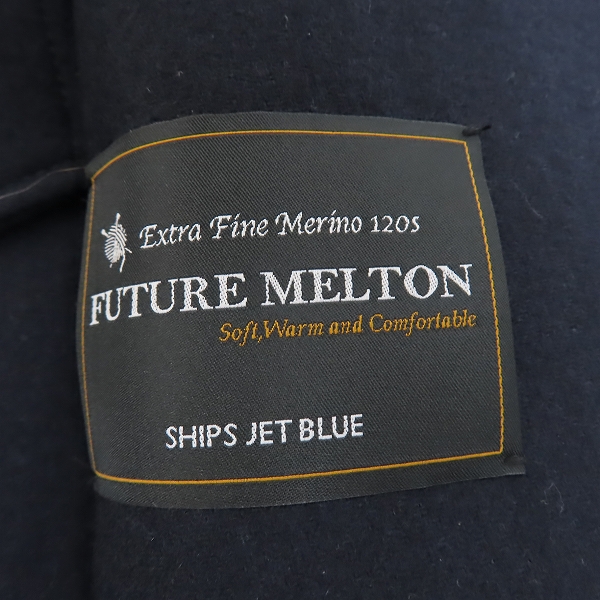 Extra Fine Merino 120s
FUTURE MELTON
Soft,Warm and Comfortable
SHIPS JET BLUE